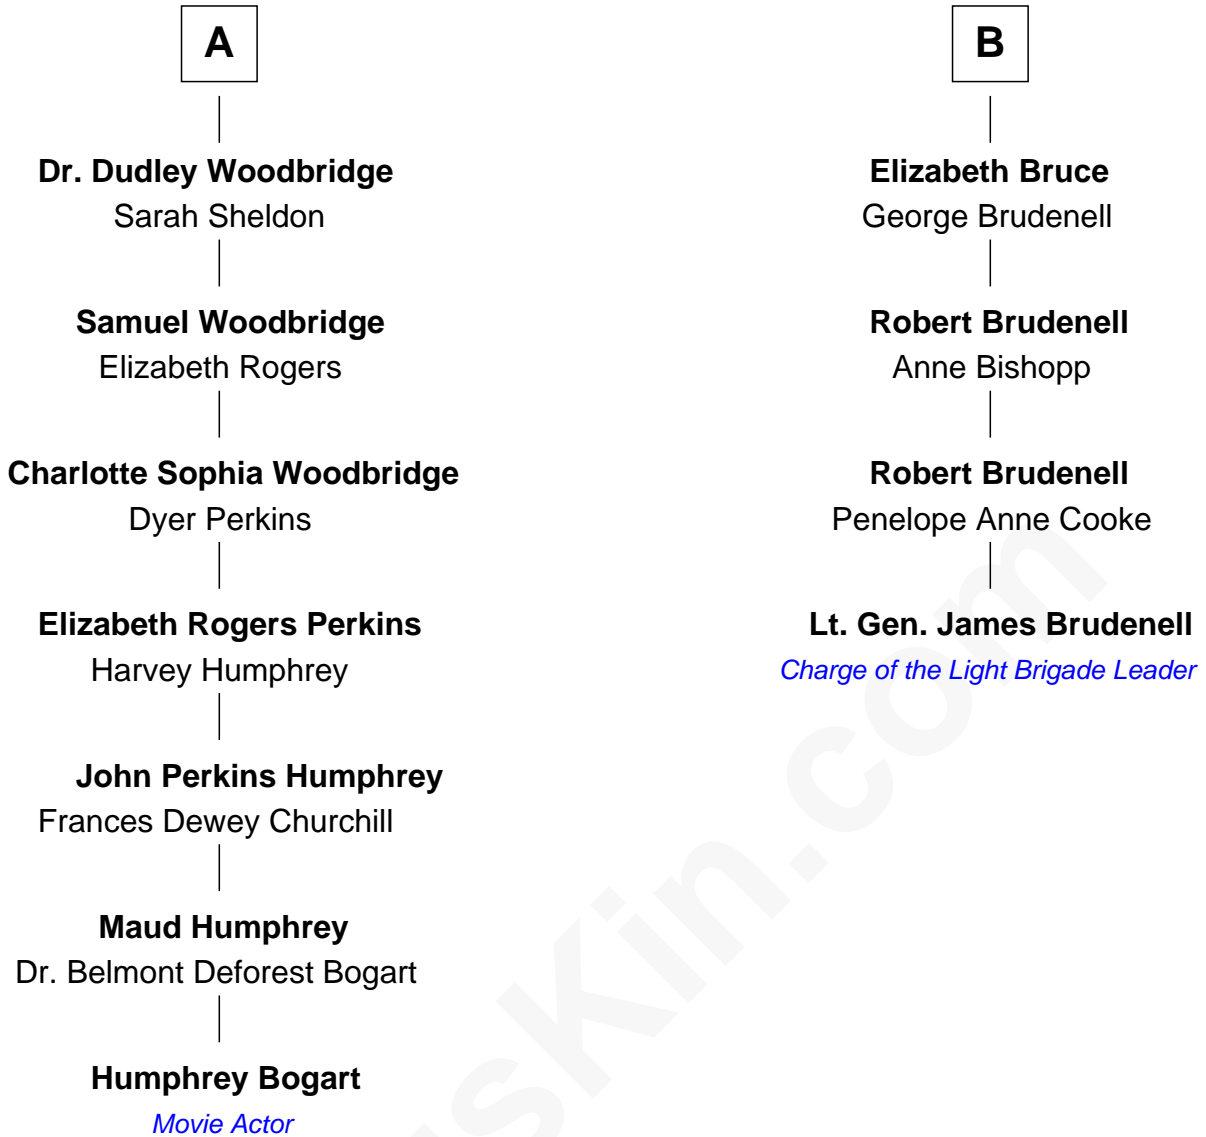 A
Dr. Dudley Woodbridge
Sarah Sheldon
Samuel Woodbridge
Elizabeth Rogers
Charlotte Sophia Woodbridge
Dyer Perkins
Elizabeth Rogers Perkins
Harvey Humphrey
John Perkins Humphrey
Frances Dewey Churchill
Maud Humphrey
Dr. Belmont Deforest Bogart
Humphrey Bogart
Movie Actor
B
Elizabeth Bruce
George Brudenell
Robert Brudenell
Anne Bishopp
Robert Brudenell
Penelope Anne Cooke
Lt. Gen. James Brudenell
Charge of the Light Brigade Leader
usKin.com